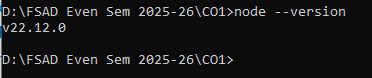 D:\FSAD Even Sem 2025-26\CO1>node --version
v22.12.0
D:\FSAD Even Sem 2025-26\CO1>